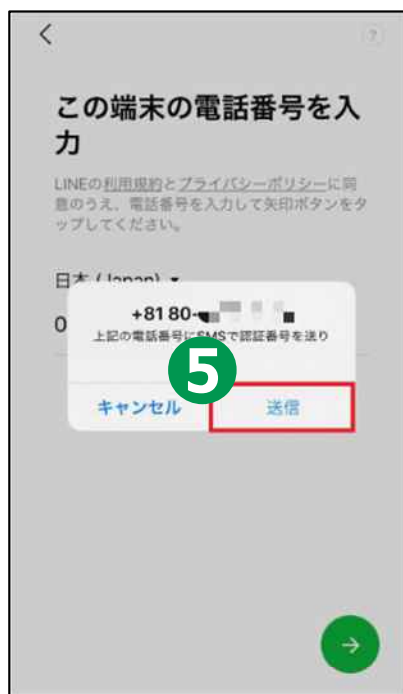 この端末の電話番号を入
力
LINEの利用規約とプライバシーポリシーに同
意のうえ、電話番号を入力して矢印ボタンをタ
ップしてください。
日本 (Japan)
0
+81 80-
上記の電話番号にSMSで認証番号を送り
5
キャンセル 送信